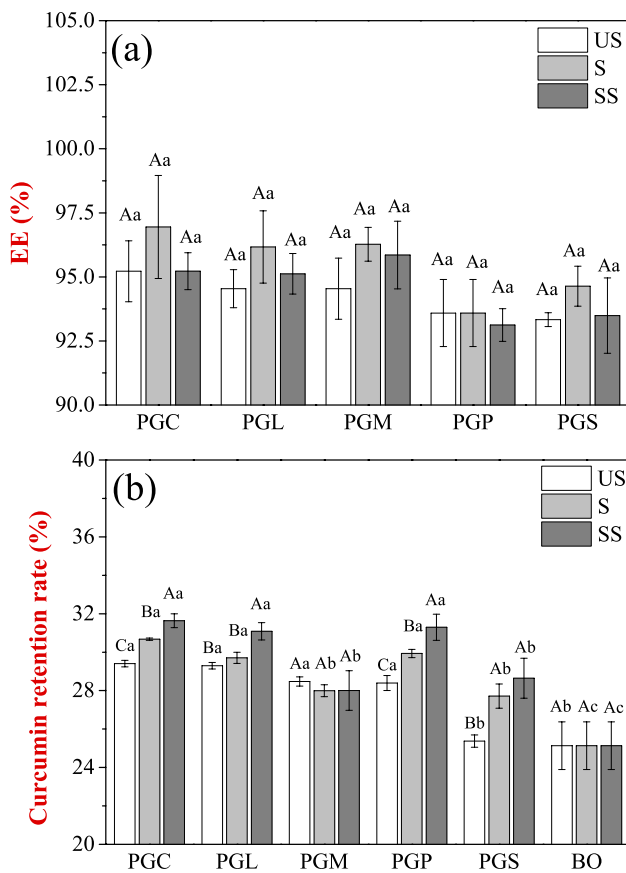 105.0
(a)
US
S
SS
102.5
100.0
97.5
95.0
92.5
90.0
EE (%)
Aa Aa Aa Aa Aa Aa Aa Aa Aa Aa Aa Aa Aa Aa Aa
PGC PGL PGM PGP PGS
40
(b)
US
S
SS
36
32
28
24
20
Curcumin retration rate (%)
Ca Ba Aa Ba Ba Aa Aa Ab Ab Ca Ba Aa Bb Ab Ab Ab Ac Ac
PGC PGL PGM PGP PGS BO